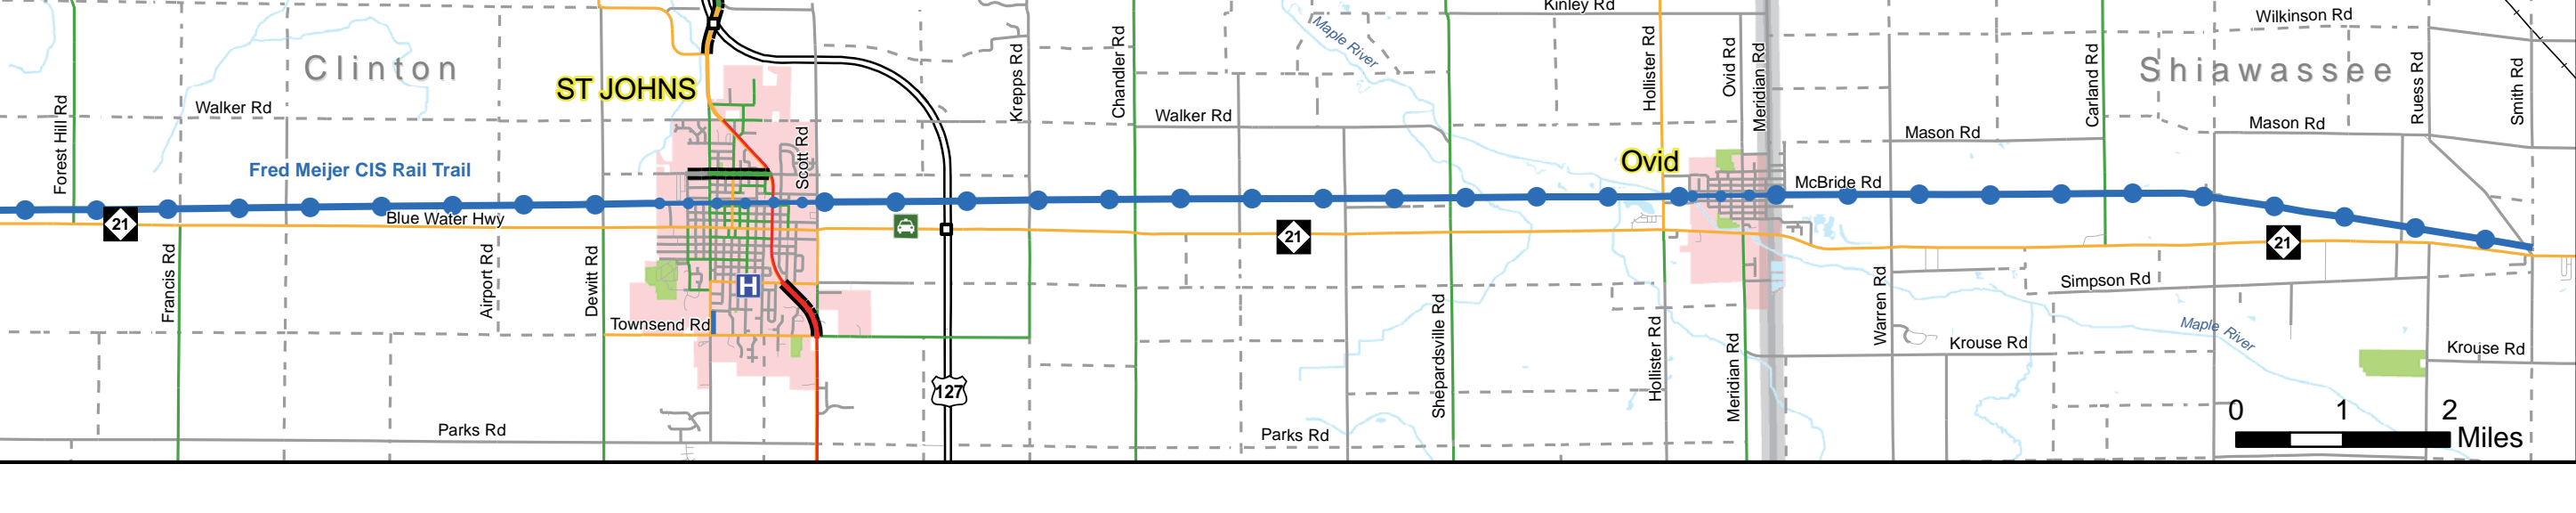 Kinley Rd
Wilkinson Rd
Maple River
Clinton
Shiawassee
ST JOHNS
Forest Hill Rd
Walker Rd
Krepps Rd
Chandler Rd
Walker Rd
Hollister Rd
Ovid Rd
Meridian Rd
Mason Rd
Carland Rd
Mason Rd
Ruess Rd
Smith Rd
Scott Rd
Ovid
Fred Meijer CIS Rail Trail
McBride Rd
21
Blue Water Hwy
21
21
Francis Rd
Airport Rd
Dewitt Rd
H
Townsend Rd
Shepardsville Rd
Hollister Rd
Meridian Rd
Warren Rd
Simpson Rd
Maple River
Krouse Rd
Krouse Rd
127
Parks Rd
Parks Rd
0 1 2
Miles